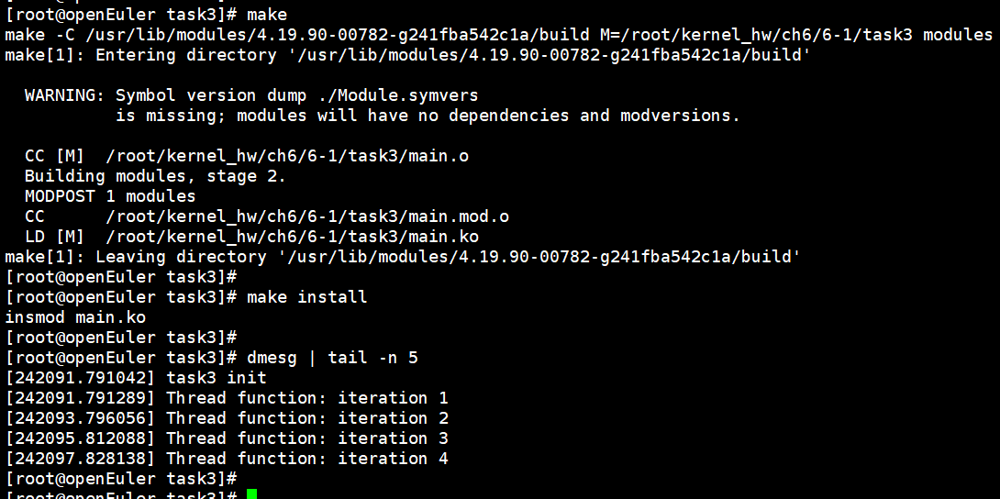 [root@openEuler task3]# make
make -C /usr/lib/modules/4.19.90-00782-g241fba542c1a/build M=/root/kernel_hw/ch6/6-1/task3 modules
make[1]: Entering directory '/usr/lib/modules/4.19.90-00782-g241fba542c1a/build'
WARNING: Symbol version dump ./Module.symvers
is missing; modules will have no dependencies and modversions.
CC [M]  /root/kernel_hw/ch6/6-1/task3/main.o
Building modules, stage 2.
MODPOST 1 modules
CC      /root/kernel_hw/ch6/6-1/task3/main.mod.o
LD [M]  /root/kernel_hw/ch6/6-1/task3/main.ko
make[1]: Leaving directory '/usr/lib/modules/4.19.90-00782-g241fba542c1a/build'
[root@openEuler task3]#
[root@openEuler task3]# make install
insmod main.ko
[root@openEuler task3]#
[root@openEuler task3]# dmesg | tail -n 5
[242091.791042] task3 init
[242091.791289] Thread function: iteration 1
[242093.796056] Thread function: iteration 2
[242095.812088] Thread function: iteration 3
[242097.828138] Thread function: iteration 4
[root@openEuler task3]#
[root@openEuler task3]#